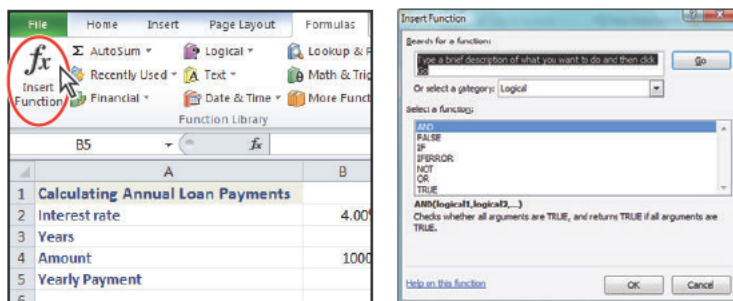 File Home Insert Page Layout Formulas
fx
Insert Function
Σ AutoSum
Recently Used
Financial
Logical
Text
Date & Time
Lookup &
Math & Trig
More Funct
Function Library
B5 fx
A B
1 Calculating Annual Loan Payments
2 Interest rate 4.00%
3 Years
4 Amount 1000
5 Yearly Payment
6
Insert Function
Search for a function:
Type a brief description of what you want to do and then click Go
Go
Or select a category: Logical
Select a function:
AND
FALSE
IF
IFERROR
NOT
OR
TRUE
AND(logical1,logical2,...)
Checks whether all arguments are TRUE, and returns TRUE if all arguments are
TRUE.
Help on this function OK Cancel